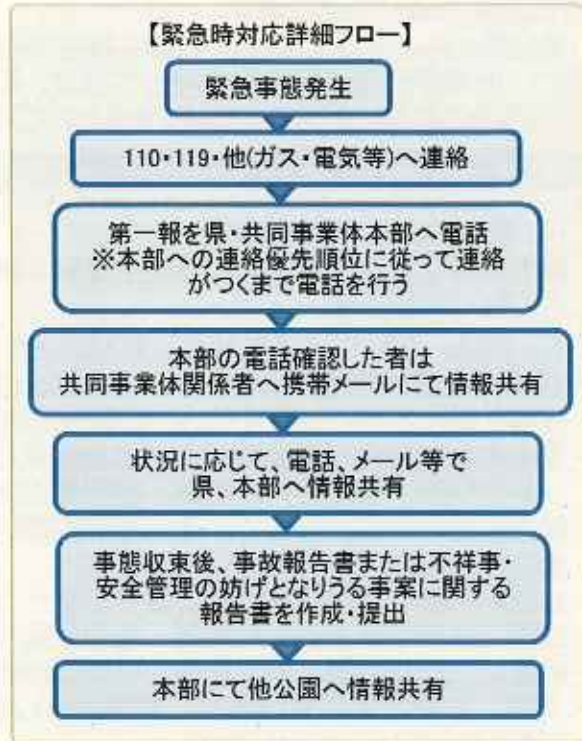 【緊急時対応詳細フロー】
緊急事態発生
110・119・他(ガス・電気等)へ連絡
第一報を県・共同事業体本部へ電話
※本部への連絡優先順位に従って連絡
がつくまで電話を行う
本部の電話確認した者は
共同事業体関係者へ携帯メールにて情報共有
状況に応じて、電話、メール等で
県、本部へ情報共有
事態収束後、事故報告書または不祥事・
安全管理の妨げとなりうる事案に関する
報告書を作成・提出
本部にて他公園へ情報共有